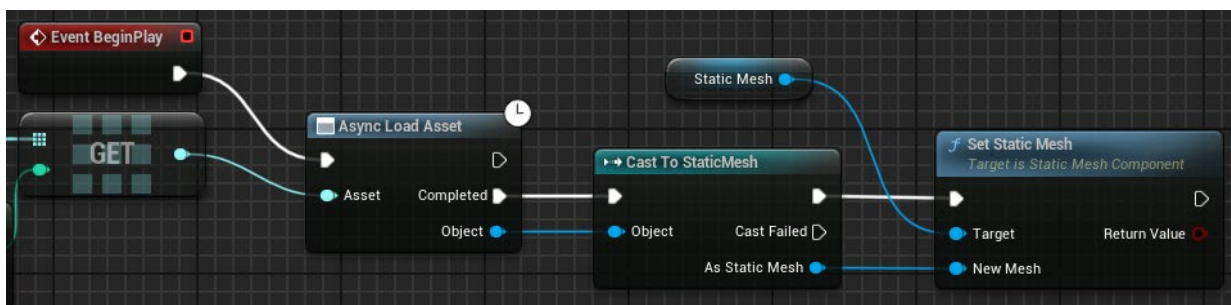 Event BeginPlay
GET
Async Load Asset
Asset
Completed
Object
Static Mesh
Cast To StaticMesh
Object
Cast Failed
As Static Mesh
Set Static Mesh
Target is Static Mesh Component
Target
Return Value
New Mesh